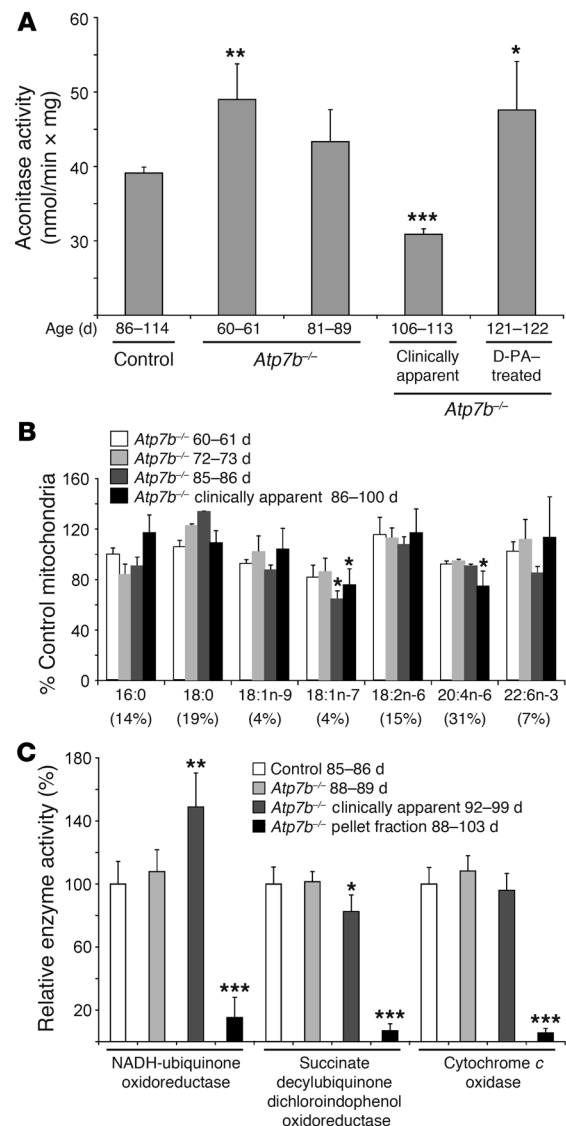 A
Aconitase activity
(nmol/min × mg)
60
50
40
30
**
***
*
Age (d) 86–114 60–61 81–89 106–113 121–122
Control Atp7b–/– Clinically apparent D-PA–treated
Atp7b–/–
B
Atp7b–/– 60–61 d
Atp7b–/– 72–73 d
Atp7b–/– 85–86 d
Atp7b–/– clinically apparent 86–100 d
% Control mitochondria
160
120
80
40
0
* *
*
16:0 18:0 18:1n-9 18:1n-7 18:2n-6 20:4n-6 22:6n-3
(14%) (19%) (4%) (4%) (15%) (31%) (7%)
C
Relative enzyme activity (%)
180
140
100
60
20
Control 85–86 d
Atp7b–/– 88–89 d
Atp7b–/– clinically apparent 92–99 d
Atp7b–/– pellet fraction 88–103 d
**
***
*
***
***
NADH-ubiquinone
oxidoreductase
Succinate
decylubiquinone
dichloroindophenol
oxidoreductase
Cytochrome c
oxidase